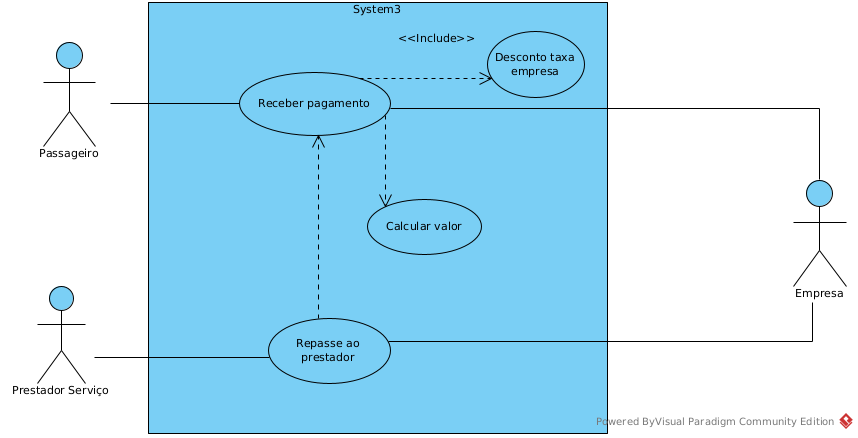 System3
<<Include>>
Desconto taxa
empresa
Receber pagamento
Passageiro
Calcular valor
Empresa
Repasse ao
prestador
Prestador Serviço
Powered ByVisual Paradigm Community Edition